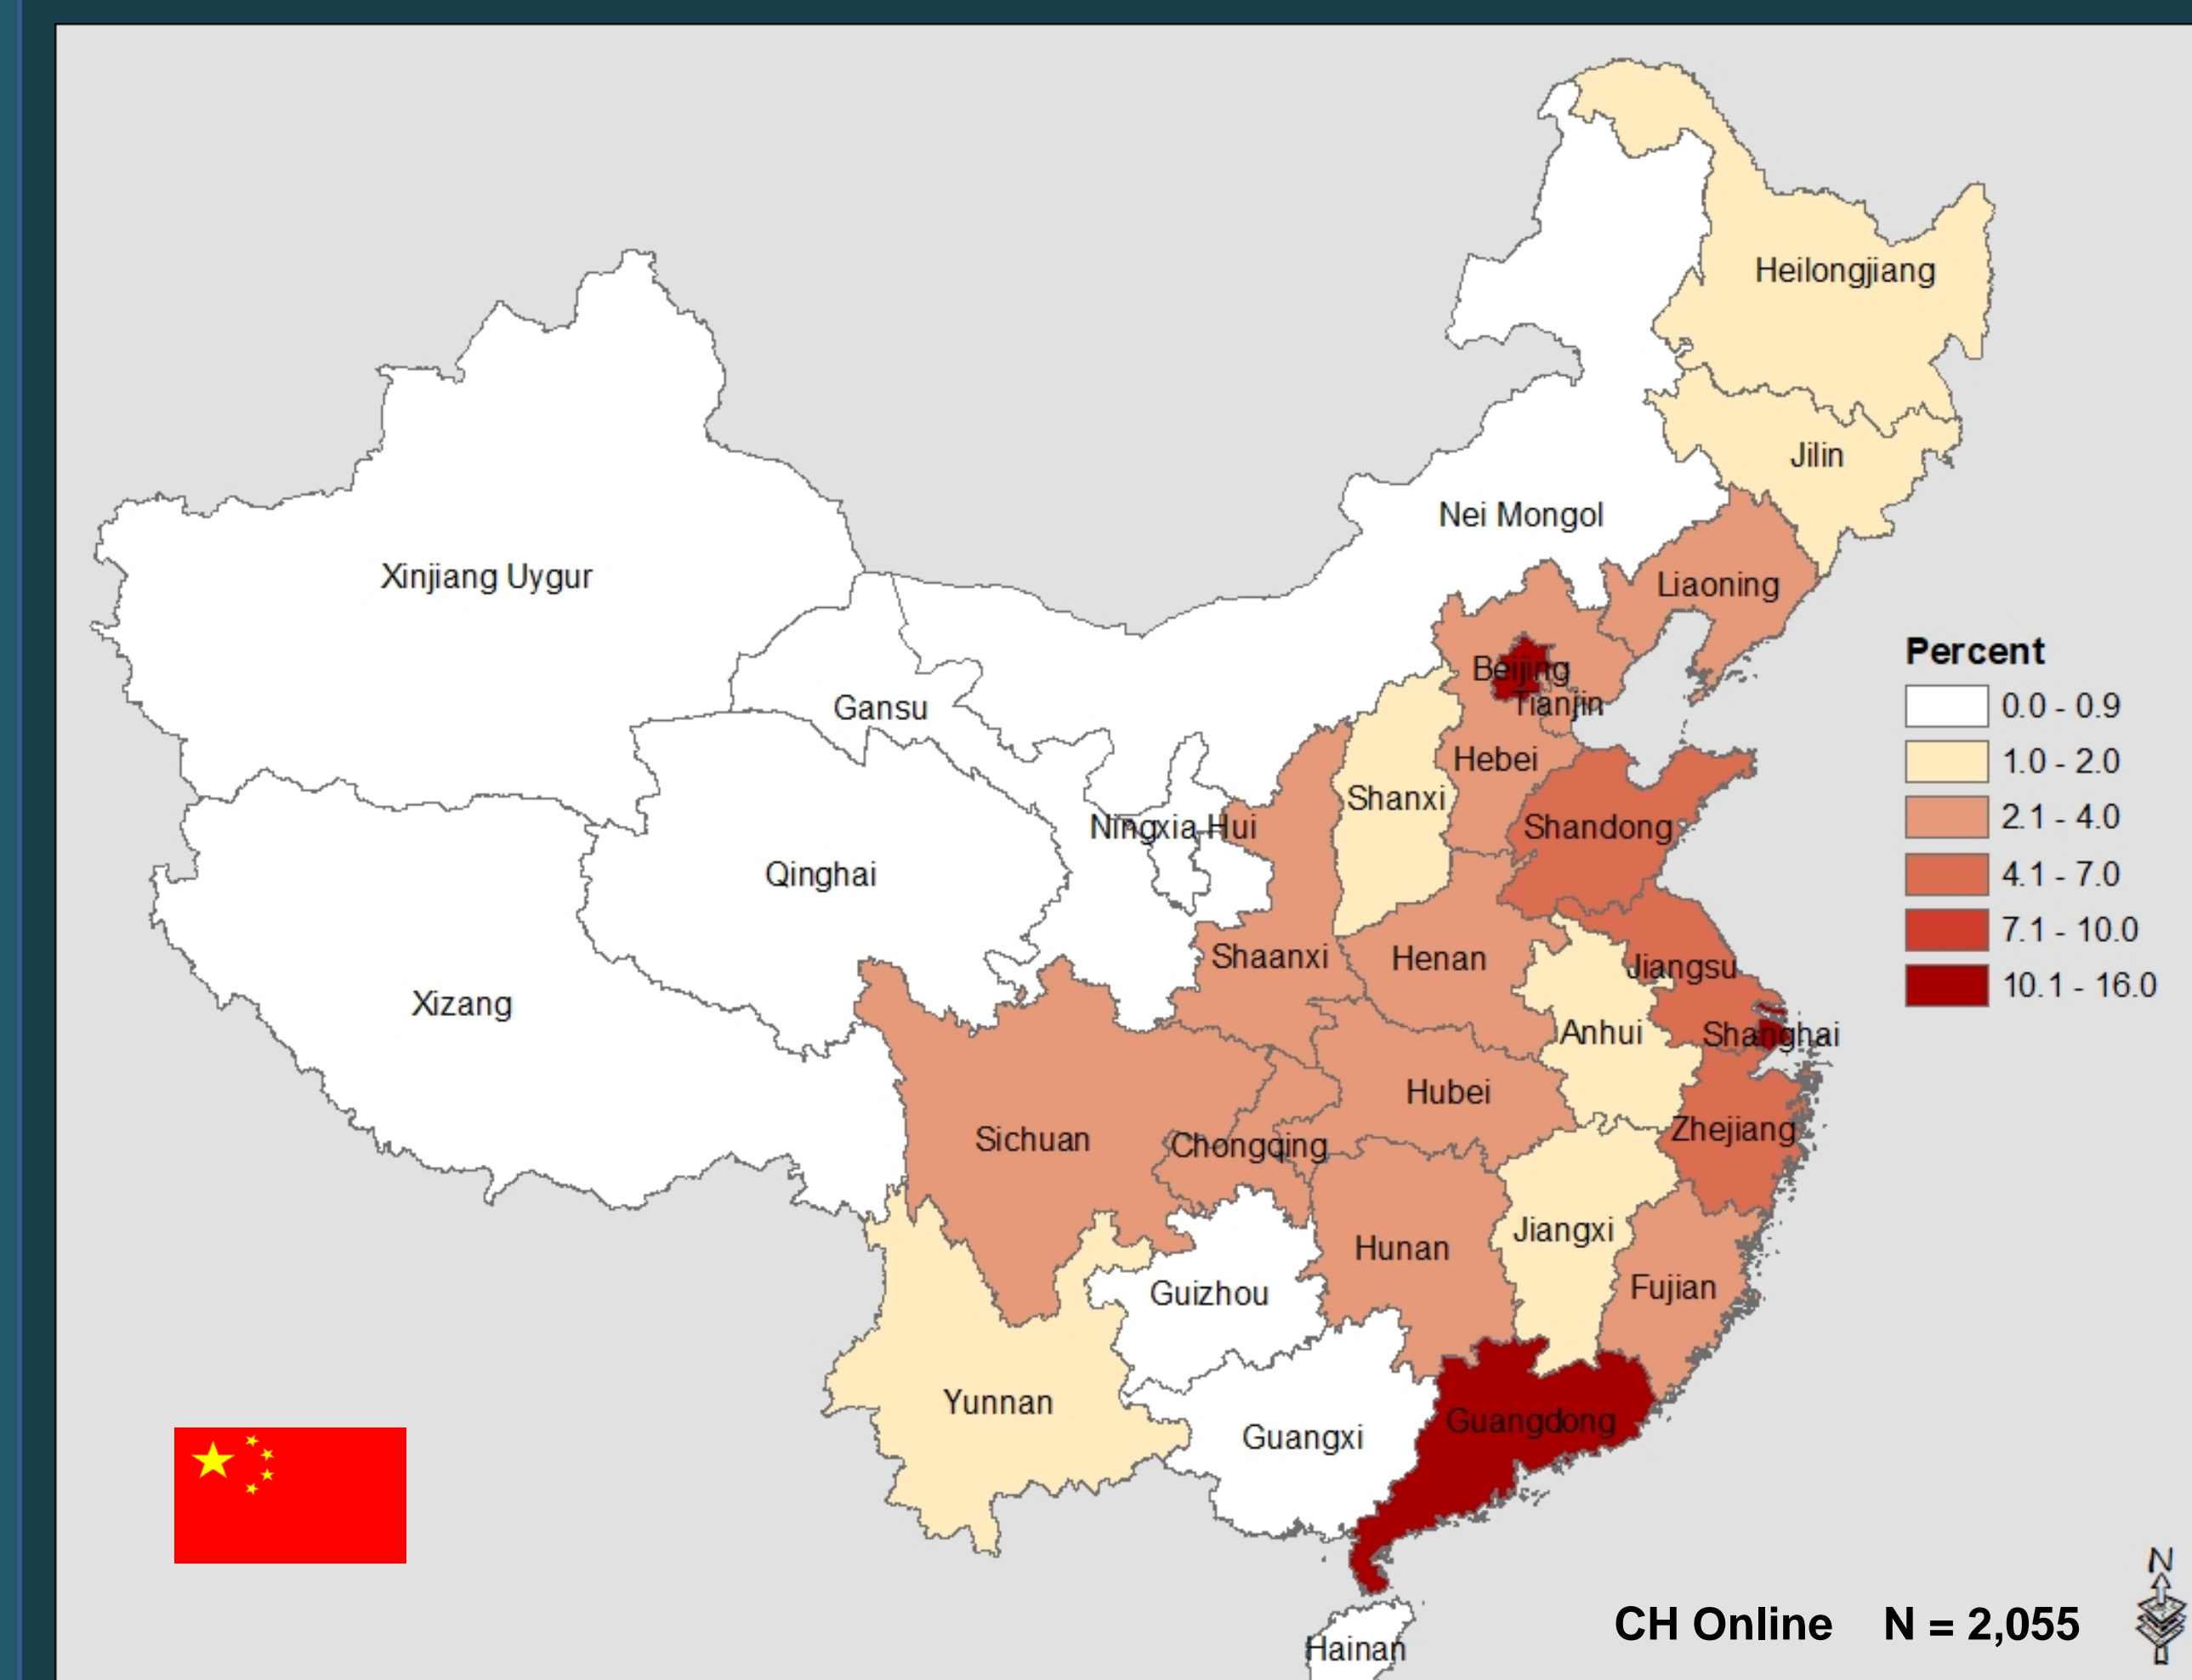 Heilongjiang
Jilin
Nei Mongol
Xinjiang Uygur
Liaoning
Beijing
Tianjin
Gansu
Hebei
Shanxi
Ningxia Hui
Shandong
Qinghai
Shaanxi
Henan
Jiangsu
Xizang
Anhui
Shanghai
Hubei
Sichuan
Chongqing
Zhejiang
Jiangxi
Hunan
Fujian
Guizhou
Yunnan
Guangdong
Guangxi
Hainan
Percent
0.0 - 0.9
1.0 - 2.0
2.1 - 4.0
4.1 - 7.0
7.1 - 10.0
10.1 - 16.0
CH Online N = 2,055
N